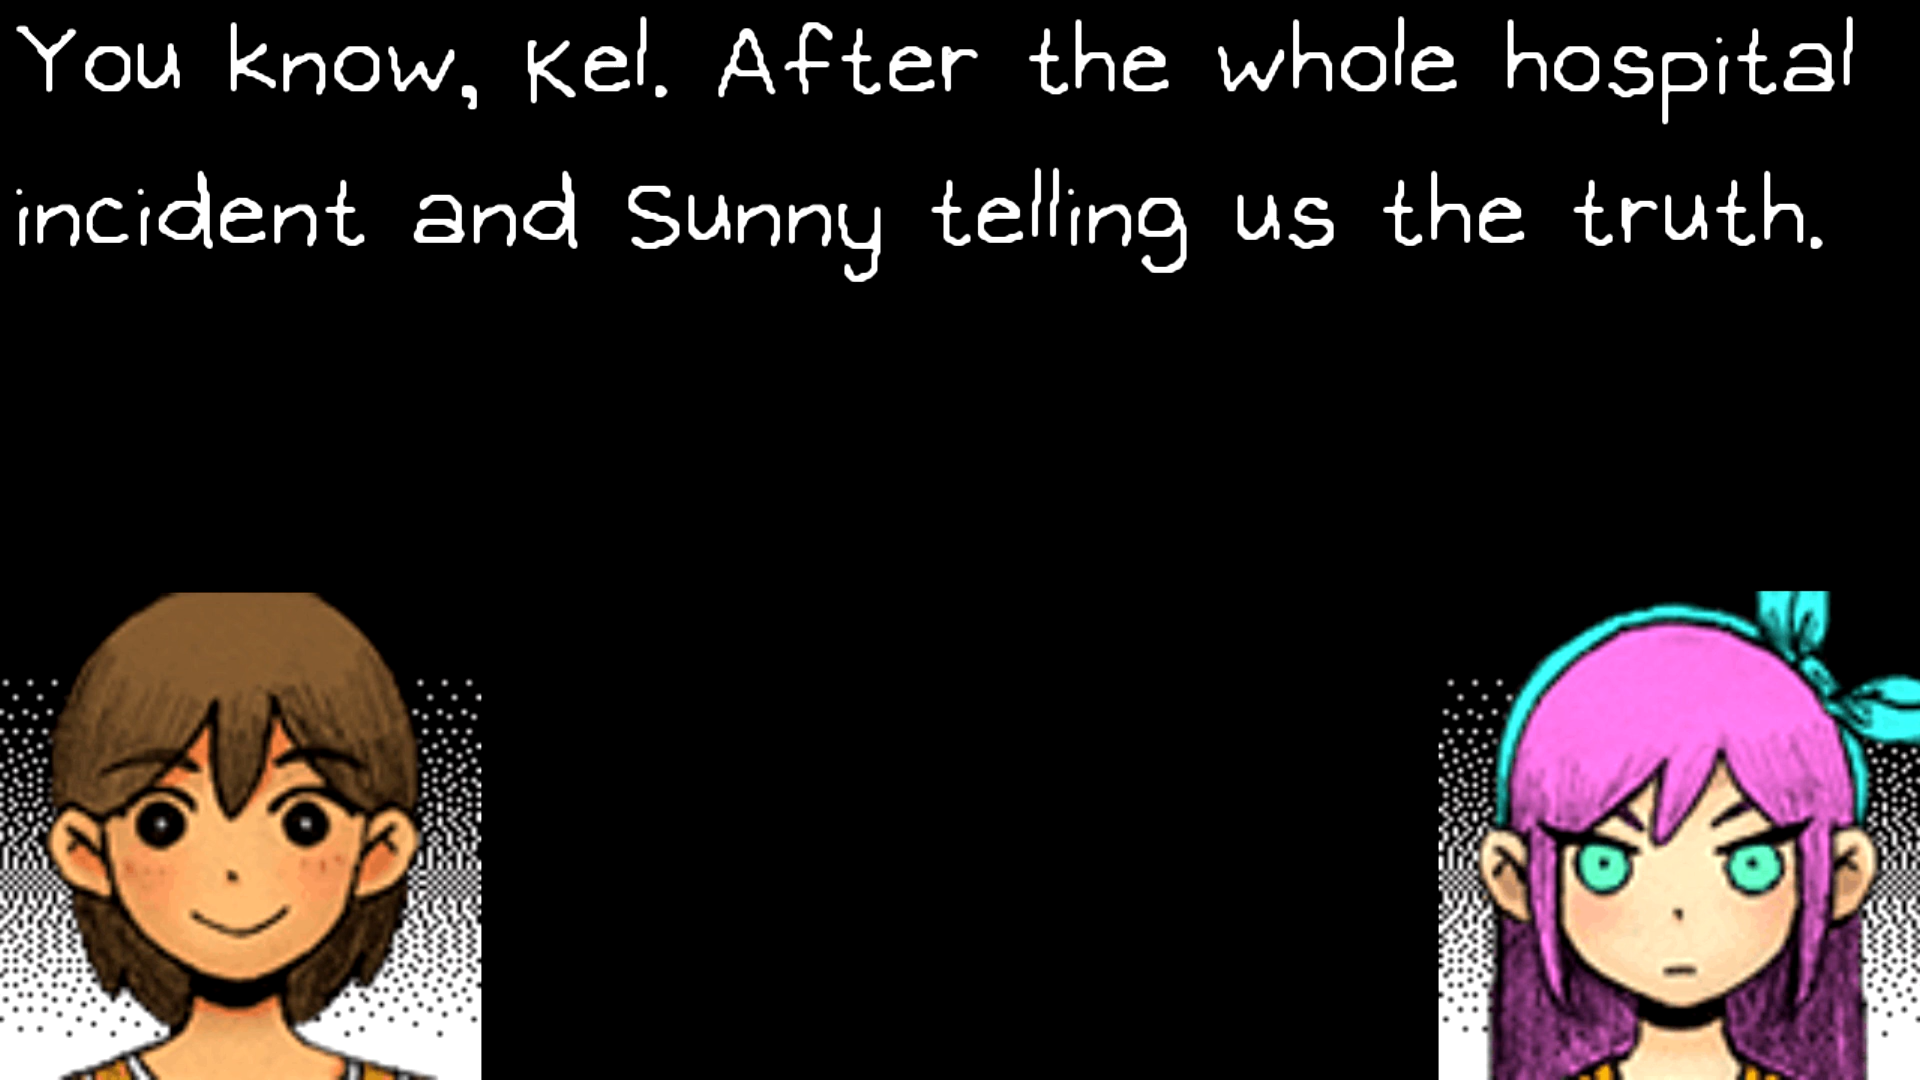 You know, Kel. After the whole hospital
incident and Sunny telling us the truth.